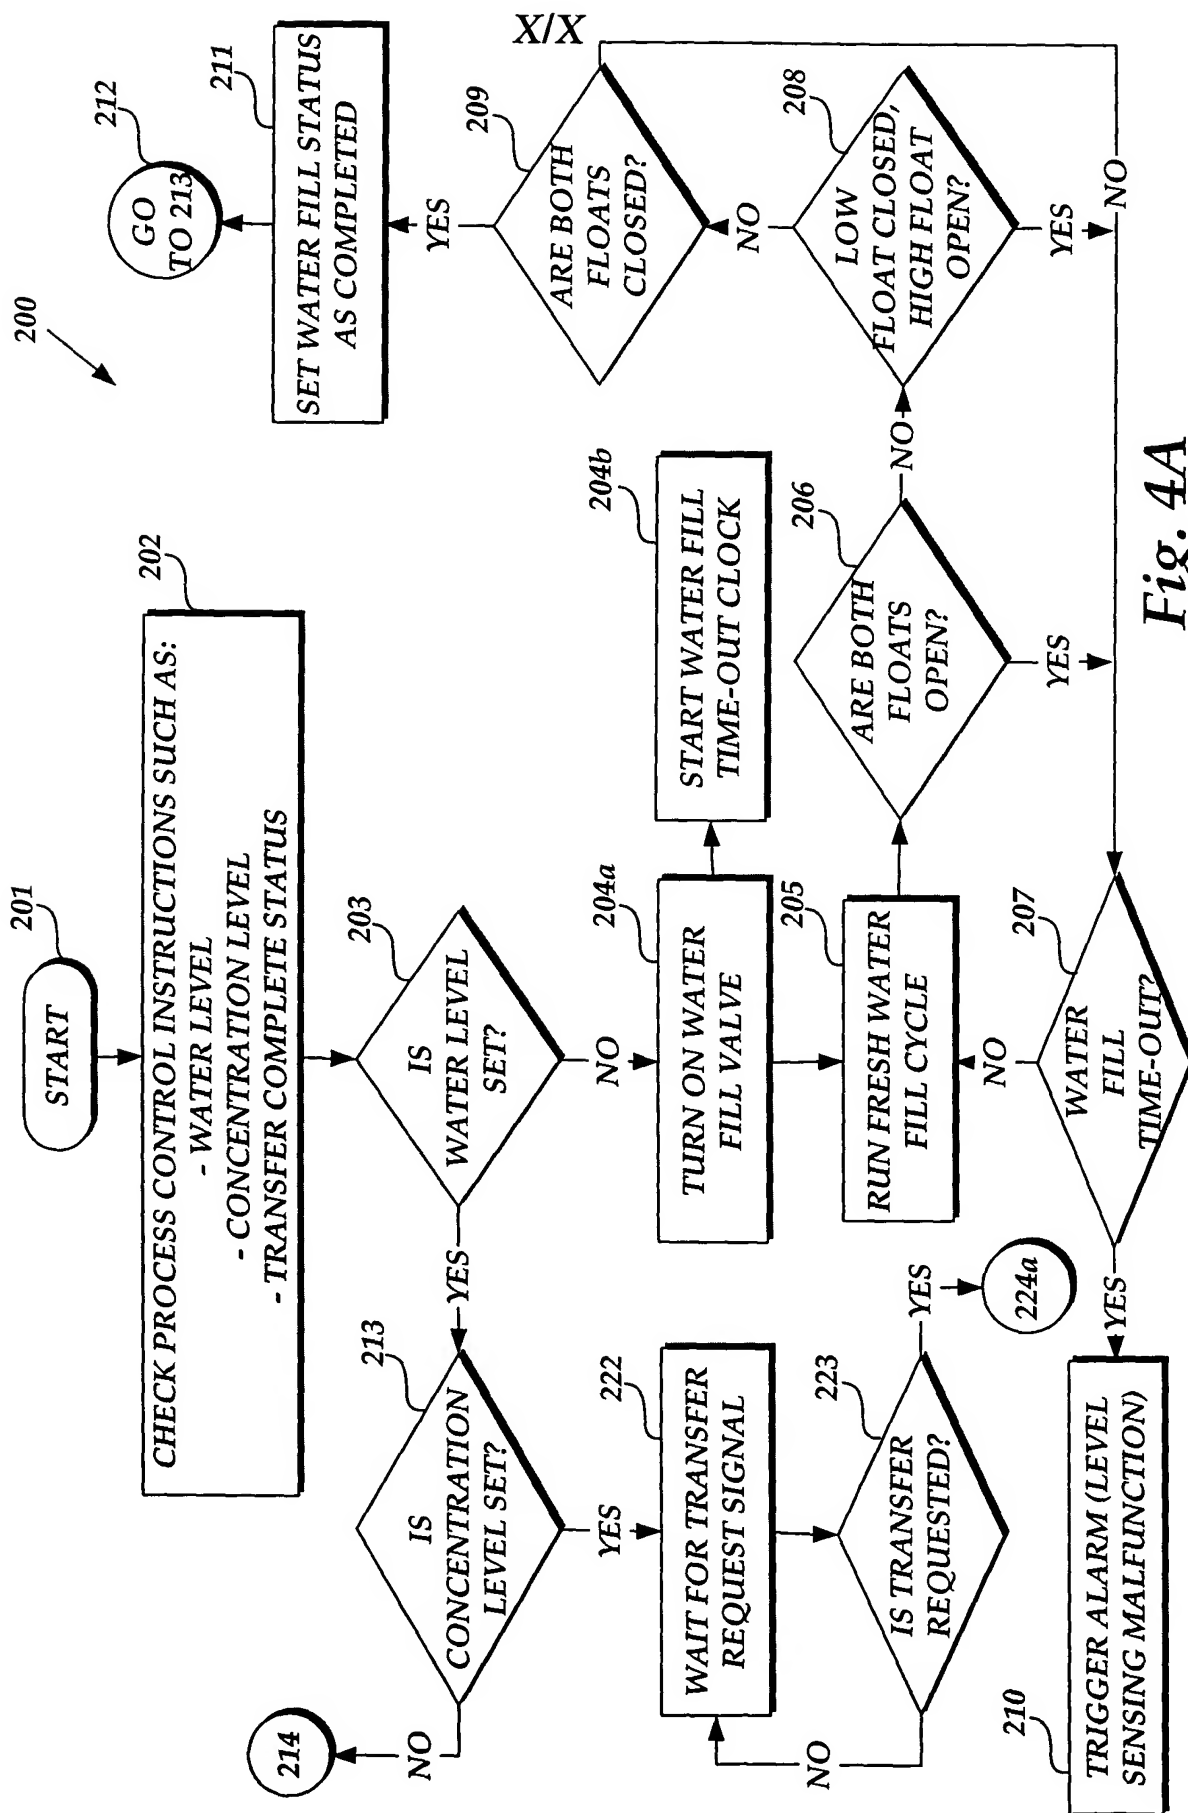 200
201
START
202
CHECK PROCESS CONTROL INSTRUCTIONS SUCH AS:
- WATER LEVEL
- CONCENTRATION LEVEL
- TRANSFER COMPLETE STATUS
203
IS
WATER LEVEL
SET?
YES
NO
213
IS
CONCENTRATION
LEVEL SET?
NO
214
YES
222
WAIT FOR TRANSFER
REQUEST SIGNAL
223
IS TRANSFER
REQUESTED?
NO
YES
224a
204a
TURN ON WATER
FILL VALVE
204b
START WATER FILL
TIME-OUT CLOCK
205
RUN FRESH WATER
FILL CYCLE
206
ARE BOTH
FLOATS
OPEN?
NO
YES
207
WATER
FILL
TIME-OUT?
NO
YES
210
TRIGGER ALARM (LEVEL
SENSING MALFUNCTION)
208
LOW
FLOAT CLOSED,
HIGH FLOAT
OPEN?
NO
YES
209
ARE BOTH
FLOATS
CLOSED?
YES
NO
211
SET WATER FILL STATUS
AS COMPLETED
212
GO
TO 213
X/X
Fig. 4A